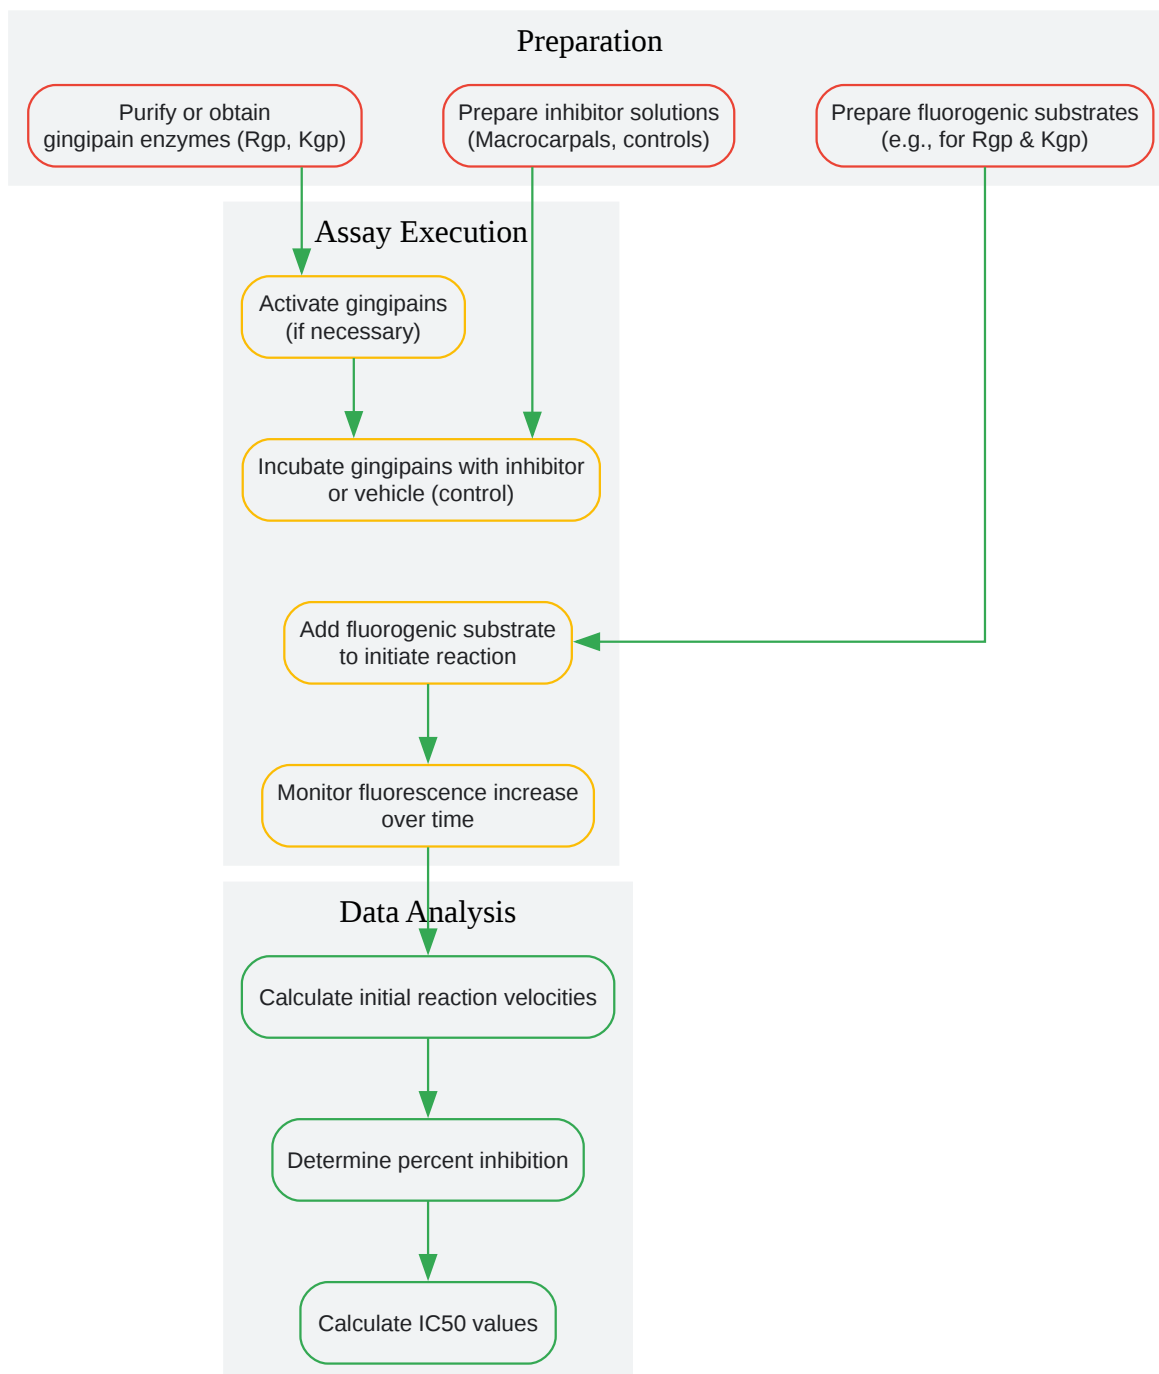 Preparation
Purify or obtain
gingipain enzymes (Rgp, Kgp)
Prepare inhibitor solutions
(Macrocarpals, controls)
Prepare fluorogenic substrates
(e.g., for Rgp & Kgp)
Assay Execution
Activate gingipains
(if necessary)
Incubate gingipains with inhibitor
or vehicle (control)
Add fluorogenic substrate
to initiate reaction
Monitor fluorescence increase
over time
Data Analysis
Calculate initial reaction velocities
Determine percent inhibition
Calculate IC50 values